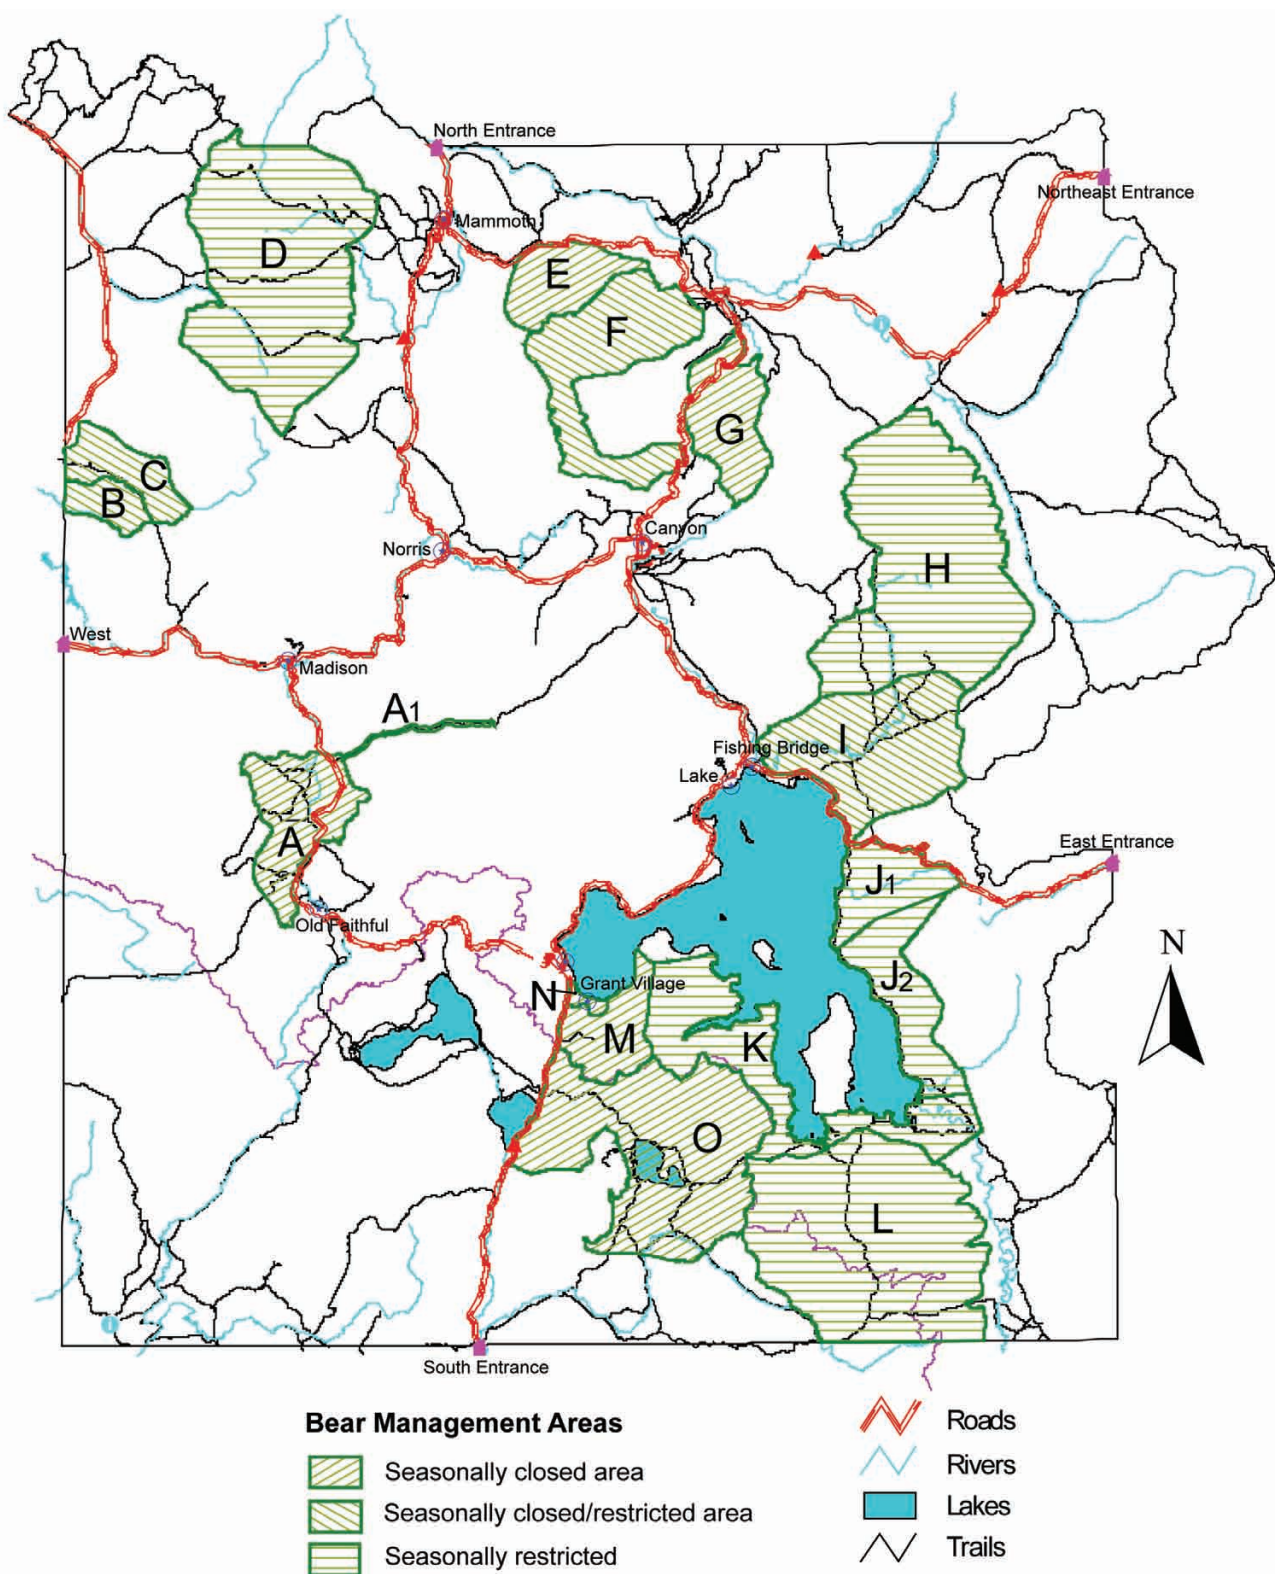 North Entrance
Northeast Entrance
Mammoth
D
E
F
G
C
B
Canyon
Norris
H
West
Madison
A1
I
Fishing Bridge
Lake
A
East Entrance
J1
Old Faithful
J2
Grant Village
N
M
K
O
L
N
South Entrance
Bear Management Areas
Seasonally closed area
Seasonally closed/restricted area
Seasonally restricted
Roads
Rivers
Lakes
Trails